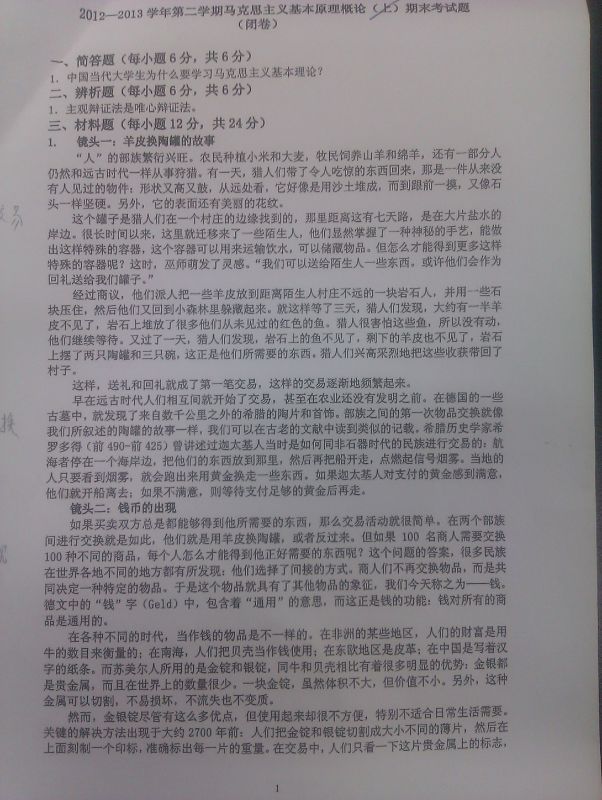 2012—2013学年第二学期马克思主义基本原理概论（上）期末考试题
（闭卷）
一、简答题（每小题 6 分，共 6 分）
1．中国当代大学生为什么要学习马克思主义基本理论？
二、辨析题（每小题 6 分，共 6 分）
1．主观辩证法是唯心辩证法。
三、材料题（每小题 12 分，共 24 分）
1. 镜头一：羊皮换陶罐的故事
“人”的部族繁衍兴旺。农民种植小米和大麦，牧民饲养山羊和绵羊，还有一部分人
仍然和远古时代一样从事狩猎。有一天，猎人们带了令人吃惊的东西回来，那是一件从来没
有人见过的物件：形状又高又鼓，从远处看，它好像是用沙土堆成，而到跟前一摸，又像石
头一样坚硬。另外，它的表面还有美丽的花纹。
这个罐子是猎人们在一个村庄的边缘找到的，那里距离这有七天路，是在大片盐水的
岸边。很长时间以来，这里就迁移来了一些陌生人，他们显然掌握了一种神秘的手艺，能做
出这样特殊的容器，这个容器可以用来运输饮水，可以储藏物品。但怎么才能得到更多这样
特殊的容器呢？这时，巫师萌发了灵感。“我们可以送给陌生人一些东西，或许他们会作为
回礼送给我们罐子。”
经过商议，他们派人把一些羊皮放到距离陌生人村庄不远的一块岩石人，并用一些石
块压住，然后他们又回到小森林里躲藏起来。就这样等了三天，猎人们发现，大约有一半羊
皮不见了，岩石上堆放了很多他们从未见过的红色的鱼。猎人很害怕这些鱼，所以没有动，
他们继续等待。又过了一天，猎人们发现，岩石上的鱼不见了，剩下的羊皮也不见了，岩石
上摆了两只陶罐和三只碗，这正是他们所需要的东西。猎人们兴高采烈地把这些收获带回了
村子。
这样，送礼和回礼就成了第一笔交易，这样的交易逐渐地频繁起来。
早在远古时代人们相互间就开始了交易，甚至在农业还没有发明之前。在德国的一些
古墓中，就发现了来自数千公里之外的希腊的陶片和首饰。部族之间的第一次物品交换就像
我们所叙述的陶罐的故事一样，我们可以在古老的文献中读到类似的记载。希腊历史学家希
罗多得（前 490-前 425）曾讲述过迦太基人当时是如何同非石器时代的民族进行交易的：航
海者停在一个海岸边，把他们的东西放到那里，然后再把船开走，点燃起信号烟雾。当地的
人只要看到烟雾，就会跑出来用黄金换走一些东西。如果迦太基人对支付的黄金感到满意，
他们就开船离去；如果不满意，则等待支付足够的黄金后再走。
镜头二：钱币的出现
如果买卖双方总是都能够得到他所需要的东西，那么交易活动就很简单。在两个部族
间进行交换就是如此，他们就是用羊皮换陶罐，或者反过来。但如果 100 名商人需要交换
100 种不同的商品，每个人怎么才能得到他正好需要的东西呢？这个问题的答案，很多民族
在世界各地不同的地方都有所发现：他们选择了间接的方式。商人们不再交换物品，而是共
同决定一种特定的物品。于是这个物品就具有了其他物品的象征，我们今天称之为——钱。
德文中的“钱”字（Geld）中，包含着“通用”的意思，而这正是钱的功能：钱对所有的商
品是通用的。
在各种不同的时代，当作钱的物品是不一样的。在非洲的某些地区，人们的财富是用
牛的数目来衡量的；在南海，人们把贝壳当作钱使用；在东欧地区是皮革；在中国是写着汉
字的纸条。而苏美尔人所用的是金锭和银锭，同牛和贝壳相比有着很多明显的优势：金银都
是贵金属，而且在世界上的数量很少。一块金锭，虽然体积不大，但价值不小。另外，这种
金属可以切割，不易损坏，不流失也不变质。
然而，金银锭尽管有这么多优点，但使用起来却很不方便，特别不适合日常生活需要。
关键的解决方法出现于大约 2700 年前：人们把金锭和银锭切割成大小不同的薄片，然后在
上面刻制一个印标，准确标出每一片的重量。在交易中，人们只看一下这片贵金属上的标志，
1
换